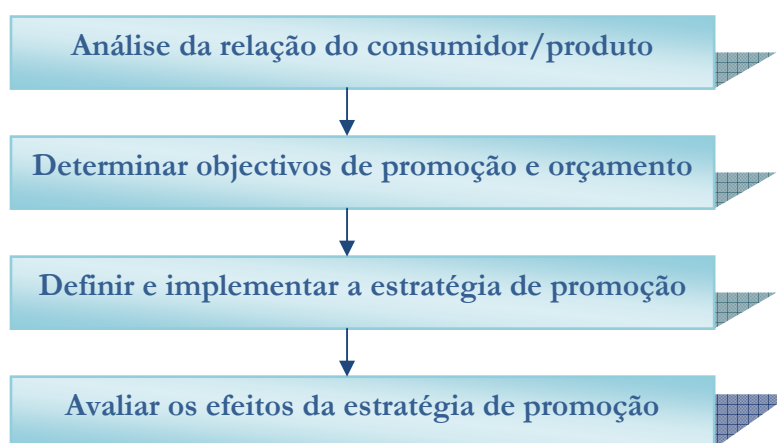 Análise da relação do consumidor/produto
Determinar objectivos de promoção e orçamento
Definir e implementar a estratégia de promoção
Avaliar os efeitos da estratégia de promoção